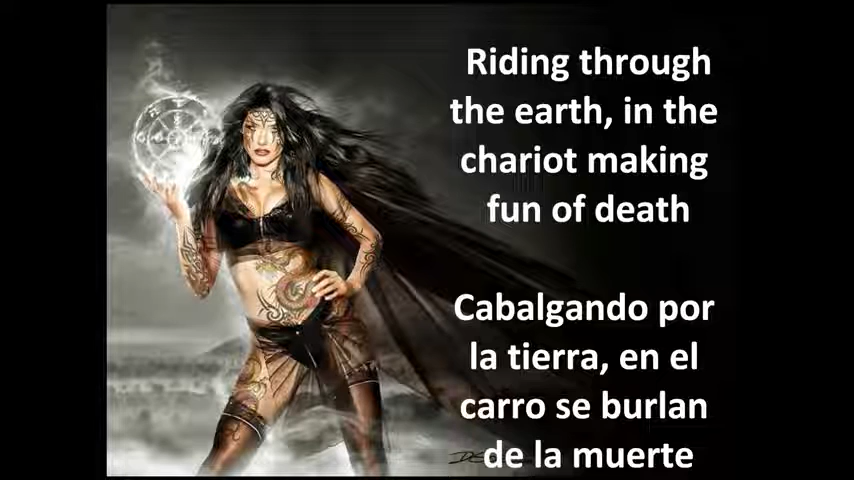 Riding through
the earth, in the
chariot making
fun of death
Cabalgando por
la tierra, en el
carro se burlan
de la muerte